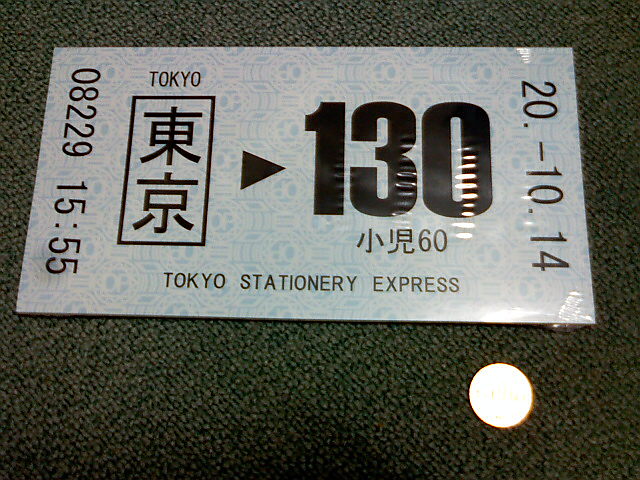 08229 15:55
TOKYO
東京
130
小児60
TOKYO STATIONERY EXPRESS
20.-10.14